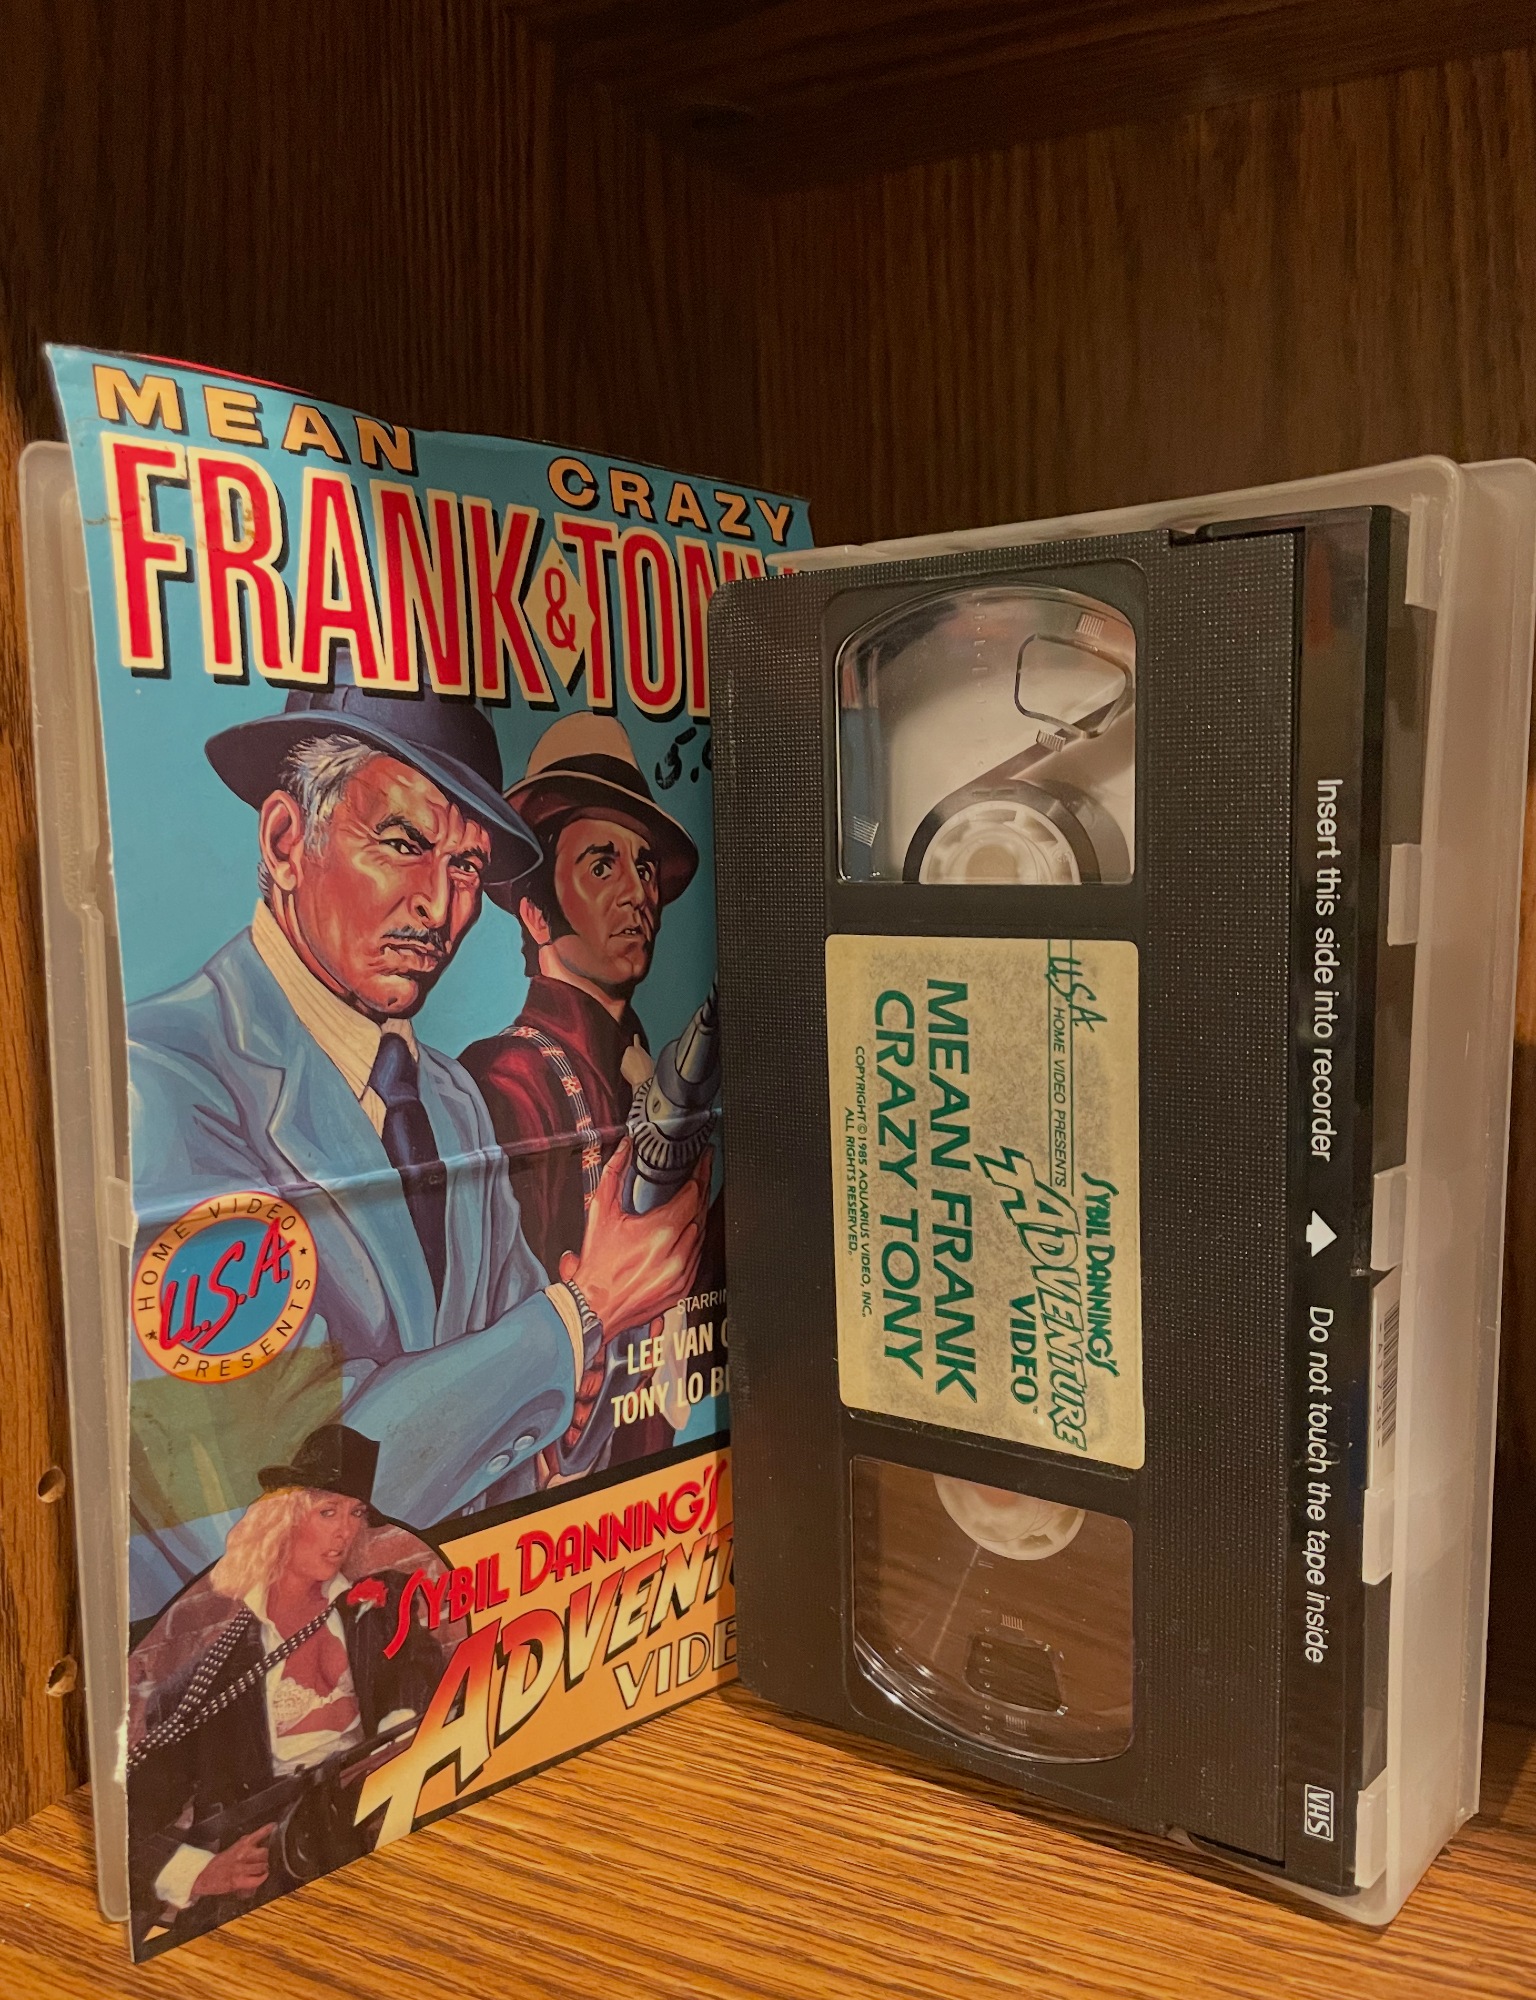 MEAN
CRAZY
FRANK & TONY
HOME VIDEO
U.S.A.
PRESENTS
STARRIN
LEE VAN C
TONY LO B
SYBIL DANNING'S
ADVENT
VIDE
U.S.A.
HOME VIDEO PRESENTS
SYBIL DANNING'S
ADVENTURE
VIDEO
MEAN FRANK
CRAZY TONY
COPYRIGHT © 1985 AQUARIUS VIDEO, INC.
ALL RIGHTS RESERVED.
Insert this side into recorder
Do not touch the tape inside
VHS